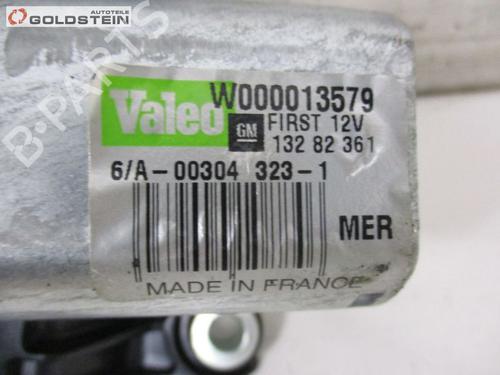 AUTOTEILE
GOLDSTEIN
B-PARTS
Valeo W000013579
GM FIRST 12V
132 82 361
6/A-00304 323-1
MER
MADE IN FRANCE